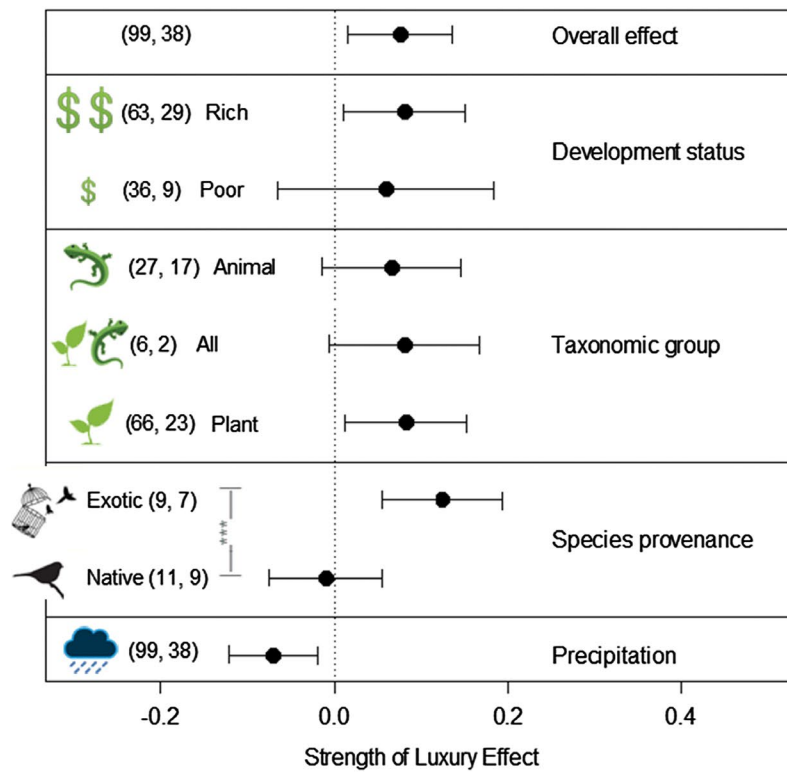 (99, 38) Overall effect
$ $ (63, 29) Rich
Development status
$ (36, 9) Poor
(27, 17) Animal
(6, 2) All Taxonomic group
(66, 23) Plant
Exotic (9, 7)
*** Species provenance
Native (11, 9)
(99, 38) Precipitation
-0.2 0.0 0.2 0.4
Strength of Luxury Effect